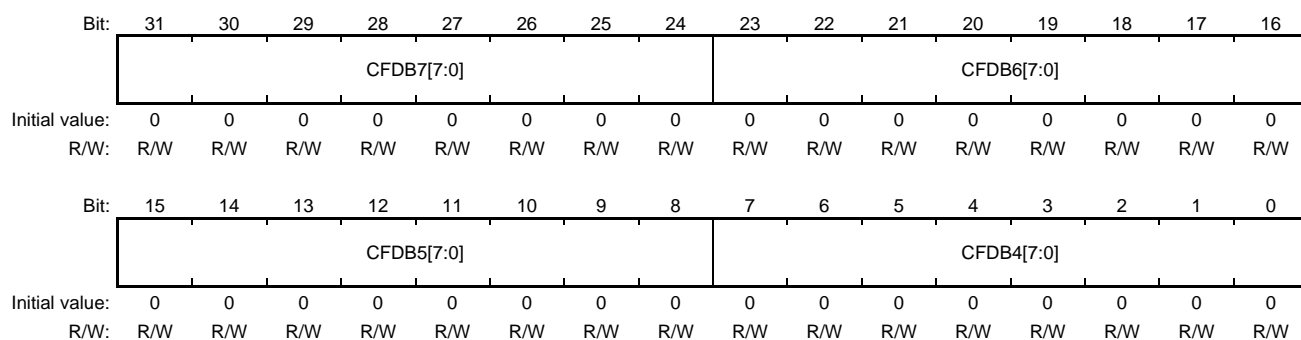 Bit: 31 30 29 28 27 26 25 24 23 22 21 20 19 18 17 16
CFDB7[7:0] CFDB6[7:0]
Initial value: 0 0 0 0 0 0 0 0 0 0 0 0 0 0 0 0
R/W: R/W R/W R/W R/W R/W R/W R/W R/W R/W R/W R/W R/W R/W R/W R/W R/W
Bit: 15 14 13 12 11 10 9 8 7 6 5 4 3 2 1 0
CFDB5[7:0] CFDB4[7:0]
Initial value: 0 0 0 0 0 0 0 0 0 0 0 0 0 0 0 0
R/W: R/W R/W R/W R/W R/W R/W R/W R/W R/W R/W R/W R/W R/W R/W R/W R/W